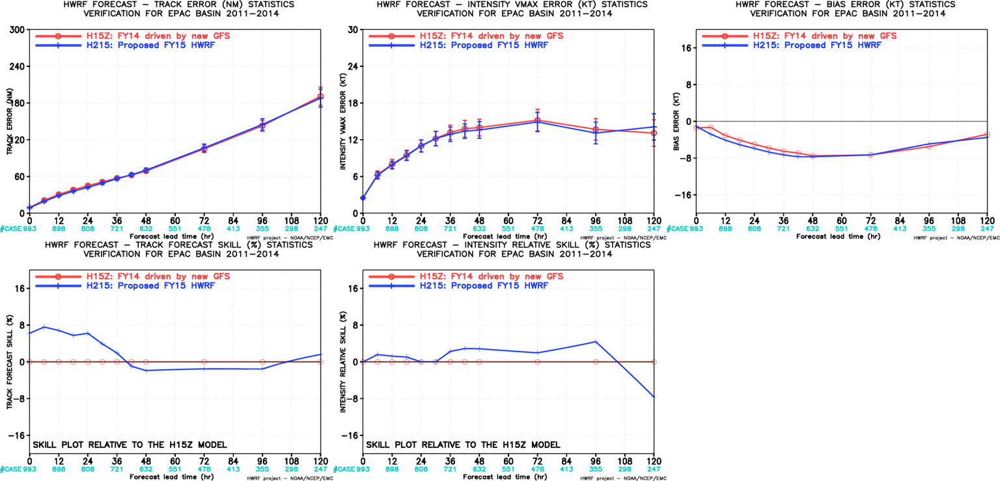 HWRF FORECAST – TRACK ERROR (NM) STATISTICS
VERIFICATION FOR EPAC BASIN 2011–2014
H15Z: FY14 driven by new GFS
H215: Proposed FY15 HWRF
TRACK ERROR (NM)
300
240
180
120
60
0
0 12 24 36 48 60 72 84 96 108 120
#CASE 993 898 808 721 632 551 478 413 355 298 247
Forecast lead time (hr)
HWRF project – NOAA/NCEP/EMC
HWRF FORECAST – INTENSITY VMAX ERROR (KT) STATISTICS
VERIFICATION FOR EPAC BASIN 2011–2014
H15Z: FY14 driven by new GFS
H215: Proposed FY15 HWRF
INTENSITY VMAX ERROR (KT)
30
24
18
12
6
0
0 12 24 36 48 60 72 84 96 108 120
#CASE 993 898 808 721 632 551 478 413 355 298 247
Forecast lead time (hr)
HWRF project – NOAA/NCEP/EMC
HWRF FORECAST – BIAS ERROR (KT) STATISTICS
VERIFICATION FOR EPAC BASIN 2011–2014
H15Z: FY14 driven by new GFS
H215: Proposed FY15 HWRF
BIAS ERROR (KT)
16
8
0
–8
–16
0 12 24 36 48 60 72 84 96 108 120
#CASE 993 898 808 721 632 551 478 413 355 298 247
Forecast lead time (hr)
HWRF project – NOAA/NCEP/EMC
HWRF FORECAST – TRACK FORECAST SKILL (%) STATISTICS
VERIFICATION FOR EPAC BASIN 2011–2014
H15Z: FY14 driven by new GFS
H215: Proposed FY15 HWRF
TRACK FORECAST SKILL (%)
16
8
0
–8
–16
SKILL PLOT RELATIVE TO THE H15Z MODEL
0 12 24 36 48 60 72 84 96 108 120
#CASE 993 898 808 721 632 551 478 413 355 298 247
Forecast lead time (hr)
HWRF project – NOAA/NCEP/EMC
HWRF FORECAST – INTENSITY RELATIVE SKILL (%) STATISTICS
VERIFICATION FOR EPAC BASIN 2011–2014
H15Z: FY14 driven by new GFS
H215: Proposed FY15 HWRF
INTENSITY RELATIVE SKILL (%)
16
8
0
–8
–16
SKILL PLOT RELATIVE TO THE H15Z MODEL
0 12 24 36 48 60 72 84 96 108 120
#CASE 993 898 808 721 632 551 478 413 355 298 247
Forecast lead time (hr)
HWRF project – NOAA/NCEP/EMC